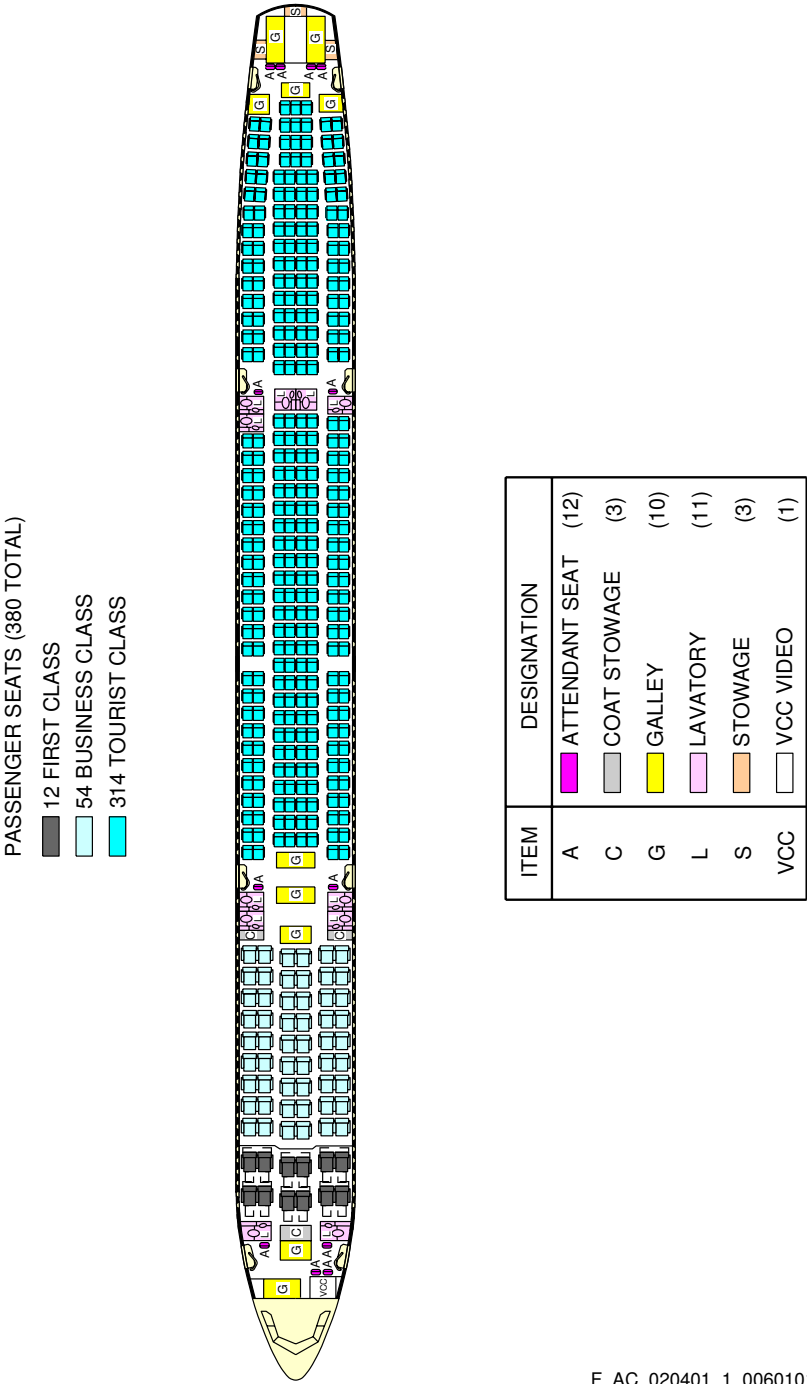 PASSENGER SEATS (380 TOTAL)
12 FIRST CLASS
54 BUSINESS CLASS
314 TOURIST CLASS
A L C L L A L L A G S
A A
G G C G G G L L G G S
G
A A
VCC A A A L C L L A L L A G S
ITEM DESIGNATION
A ATTENDANT SEAT (12)
C COAT STOWAGE (3)
G GALLEY (10)
L LAVATORY (11)
S STOWAGE (3)
VCC VCC VIDEO (1)
F_AC_020401_1_006010